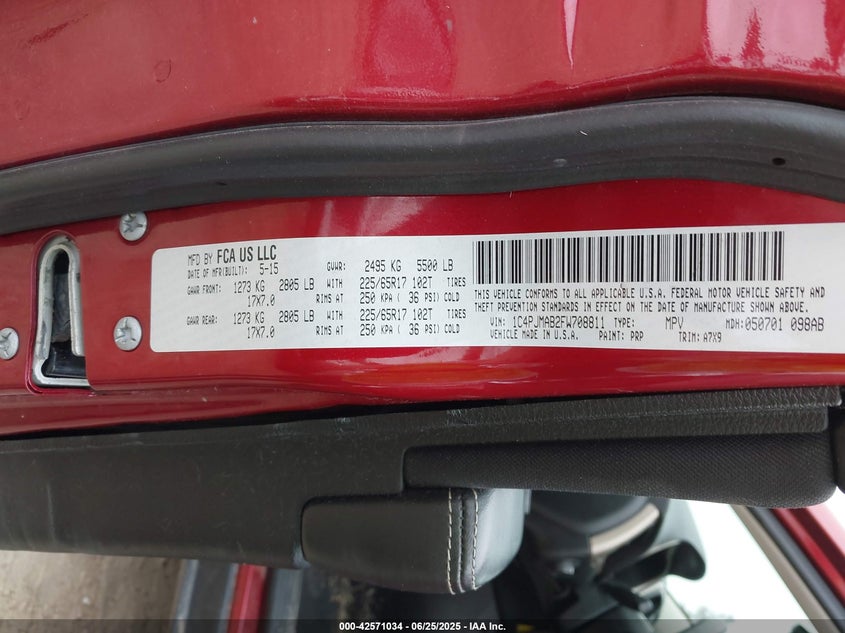 MFD BY FCA US LLC
DATE OF MFR(BUILT): 5-15 GVWR: 2495 KG 5500 LB
GAWR FRONT: 1273 KG 2805 LB WITH 225/65R17 102T TIRES
17X7.0 RIMS AT 250 KPA ( 36 PSI) COLD
GAWR REAR: 1273 KG 2805 LB WITH 225/65R17 102T TIRES
17X7.0 RIMS AT 250 KPA ( 36 PSI) COLD
THIS VEHICLE CONFORMS TO ALL APPLICABLE U.S.A. FEDERAL MOTOR VEHICLE SAFETY AND
THEFT PREVENTION STANDARDS IN EFFECT ON THE DATE OF MANUFACTURE SHOWN ABOVE.
VIN: 1C4PJMAB2FW708811 TYPE: MPV MDH: 050701 098AB
VEHICLE MADE IN U.S.A. PAINT: PRP TRIM: A7X9
000-42571034 / 06/25/2025 - IAA Inc.